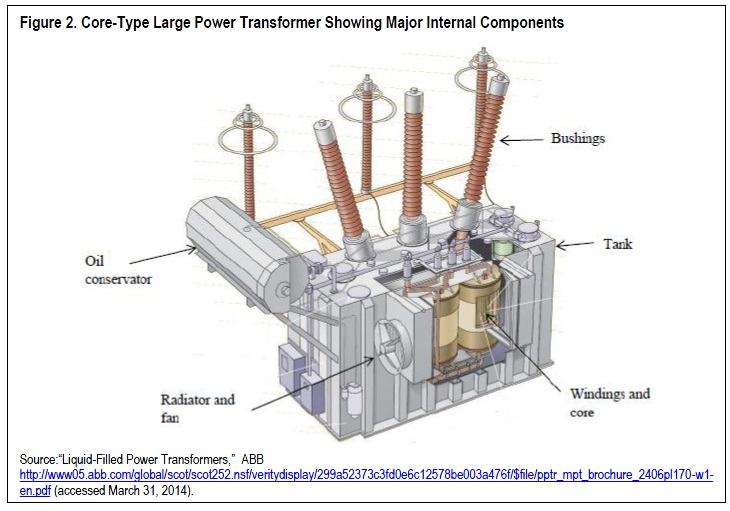 Figure 2. Core-Type Large Power Transformer Showing Major Internal Components
Bushings
Tank
Oil
conservator
Radiator and
fan
Windings and
core
Source:“Liquid-Filled Power Transformers,” ABB
http://www05.abb.com/global/scot/scot252.nsf/veritydisplay/299a52373c3fd0e6c12578be003a476f/$file/pptr_mpt_brochure_2406pl170-w1-
en.pdf (accessed March 31, 2014).